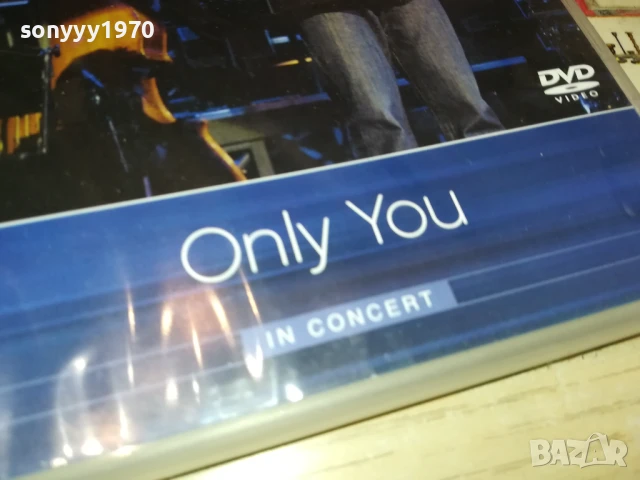 sonyyy1970
DVD
VIDEO
Only You
IN CONCERT
BAZAR